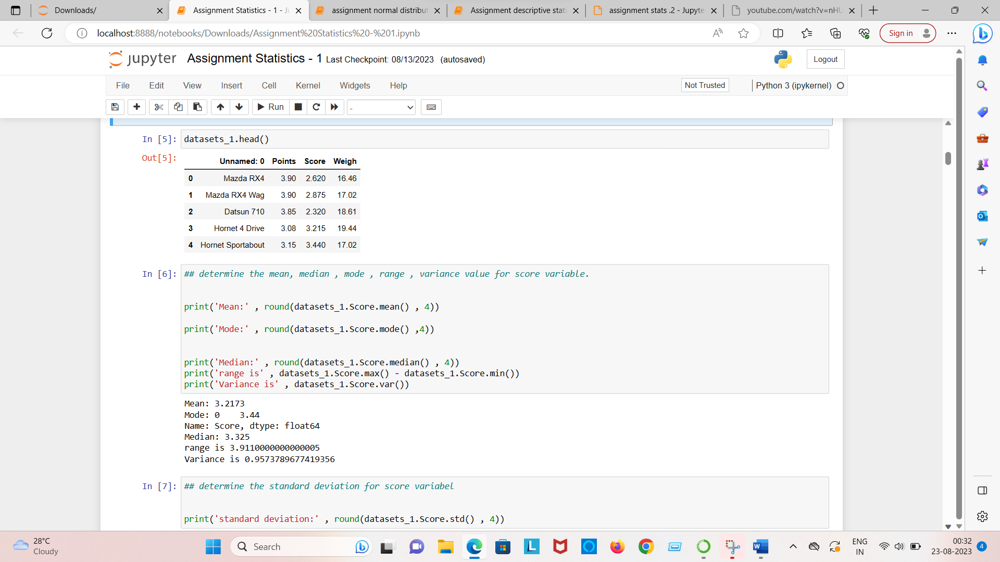 Downloads/
Assignment Statistics - 1 - Ju
assignment normal distribut
Assignment descriptive stati
assignment stats .2 - Jupyte
youtube.com/watch?v=nHU
localhost:8888/notebooks/Downloads/Assignment%20Statistics%20-%201.ipynb
Sign in
jupyter Assignment Statistics - 1 Last Checkpoint: 08/13/2023 (autosaved)
Logout
File Edit View Insert Cell Kernel Widgets Help
Not Trusted
Python 3 (ipykernel)
Run
-
In [5]: datasets_1.head()
Out[5]:
Unnamed: 0 Points Score Weigh
0 Mazda RX4 3.90 2.620 16.46
1 Mazda RX4 Wag 3.90 2.875 17.02
2 Datsun 710 3.85 2.320 18.61
3 Hornet 4 Drive 3.08 3.215 19.44
4 Hornet Sportabout 3.15 3.440 17.02
In [6]: ## determine the mean, median , mode , range , variance value for score variable.
print('Mean:' , round(datasets_1.Score.mean() , 4))
print('Mode:' , round(datasets_1.Score.mode() ,4))
print('Median:' , round(datasets_1.Score.median() , 4))
print('range is' , datasets_1.Score.max() - datasets_1.Score.min())
print('Variance is' , datasets_1.Score.var())
Mean: 3.2173
Mode: 0    3.44
Name: Score, dtype: float64
Median: 3.325
range is 3.9110000000000005
Variance is 0.9573789677419356
In [7]: ## determine the standard deviation for score variabel
print('standard deviation:' , round(datasets_1.Score.std() , 4))
28°C
Cloudy
Search
ENG
IN
00:32
23-08-2023
4